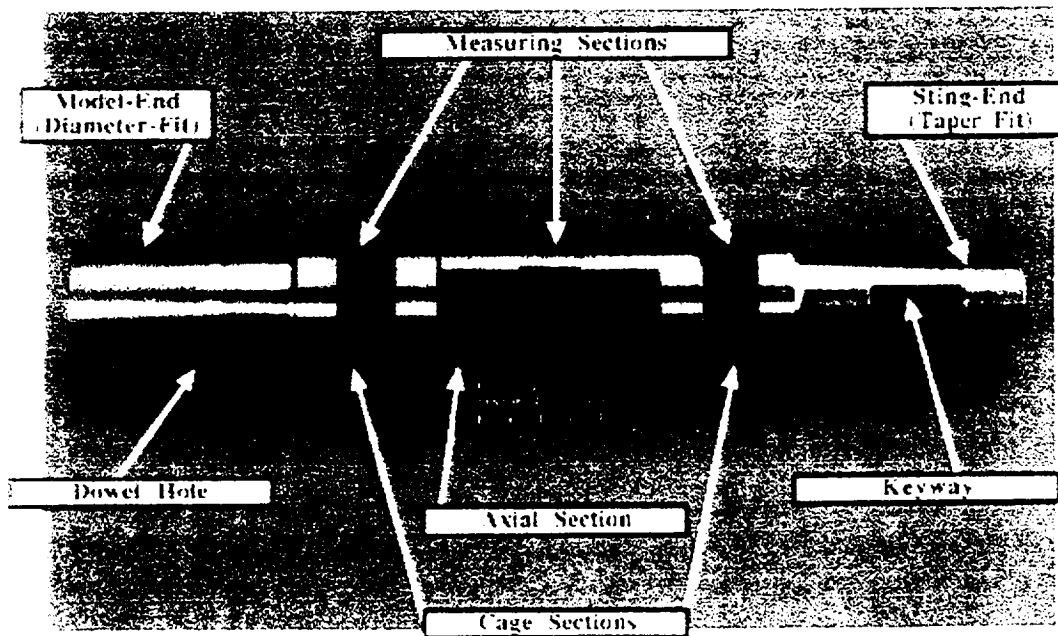 Measuring Sections
Model-End
(Diameter-Fit)
Sting-End
(Taper Fit)
Dowel Hole
Axial Section
Keyway
Cage Sections